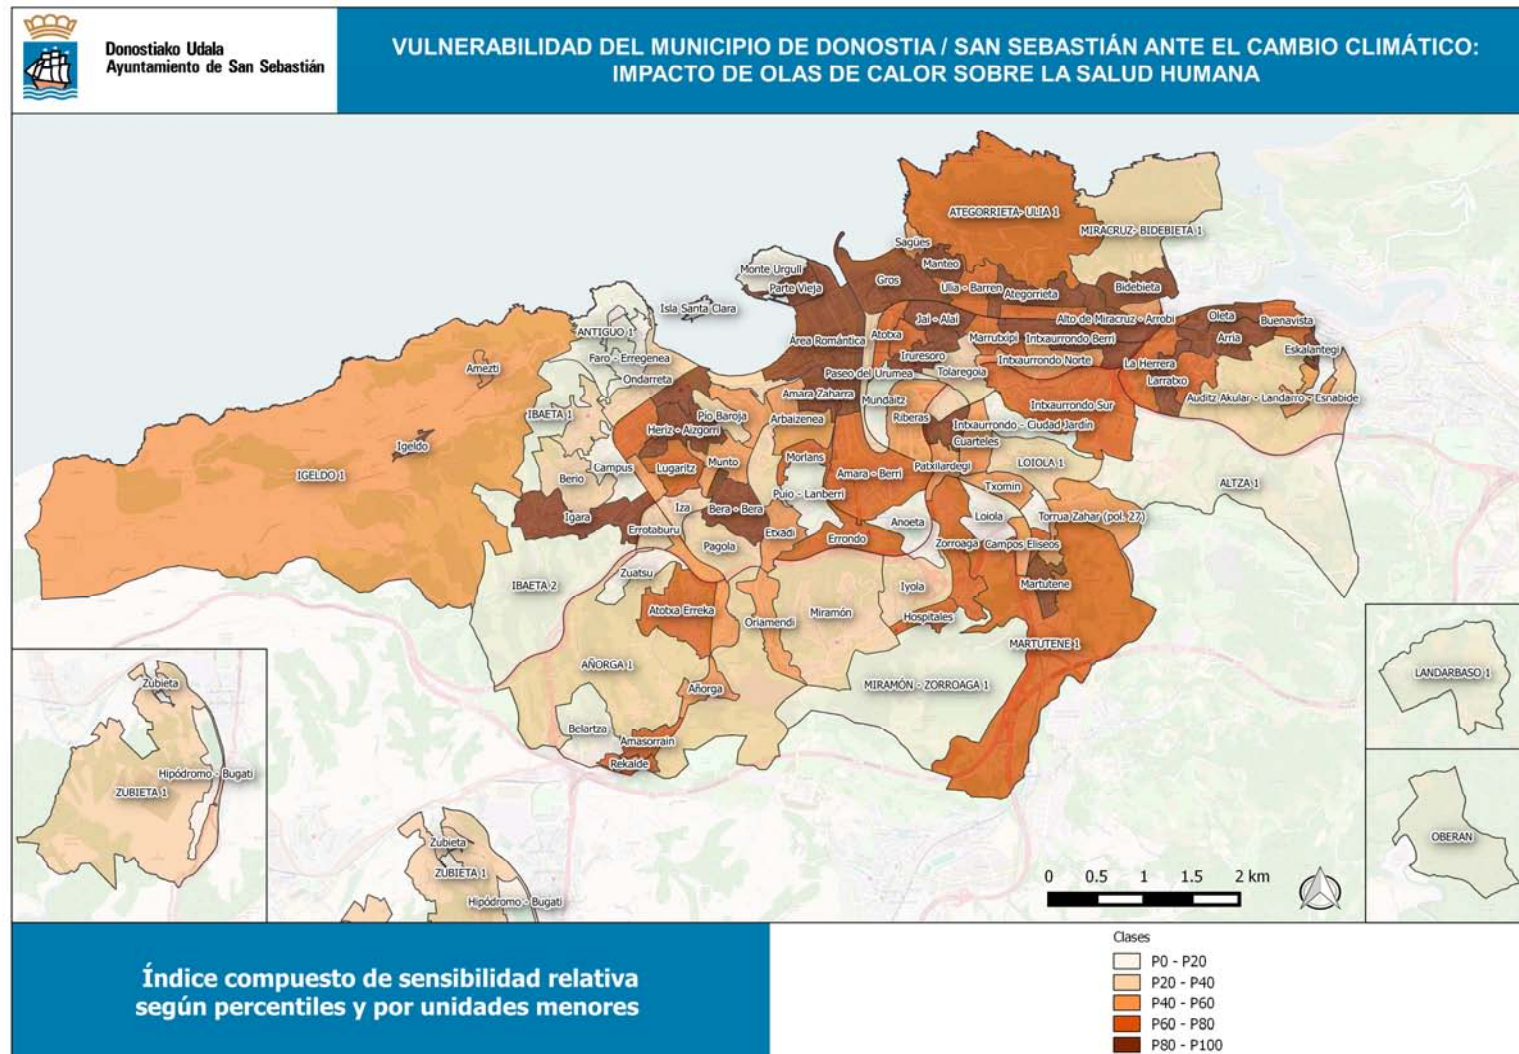 Donostiako Udala
Ayuntamiento de San Sebastián
VULNERABILIDAD DEL MUNICIPIO DE DONOSTIA / SAN SEBASTIÁN ANTE EL CAMBIO CLIMÁTICO:
IMPACTO DE OLAS DE CALOR SOBRE LA SALUD HUMANA
ATEGORRIETA- ULIA 1
MIRACRUZ- BIDEBIETA 1
Sagües
Manteo
Monte Urgull
Parte Vieja
Gros
Ulia - Barren
Ategorrieta
Bidebieta
Isla Santa Clara
ANTIGUO 1
Jai - Alai
Alto de Miracruz - Arrobi
Oleta
Buenavista
Área Romántica
Atotxa
Marrutxipi
Intxaurrondo Berri
Arria
Eskalantegi
Faro - Erregenea
Iruresoro
Intxaurrondo Norte
La Herrera
Amezti
Ondarreta
Paseo del Urumea
Tolaregoia
Larratxo
Amara Zaharra
Mundaitz
Auditz Akular - Landarro - Esnabide
IBAETA 1
Pío Baroja
Arbaizenea
Riberas
Intxaurrondo Sur
Heriz - Aizgorri
Intxaurrondo - Ciudad Jardín
Igeldo
Cuarteles
IGELDO 1
Campus
Lugaritz
Munto
Morlans
Amara - Berri
Patxilardegi
LOIOLA 1
Berio
Puio - Lanberri
Txomin
ALTZA 1
Igara
Iza
Bera - Bera
Anoeta
Loiola
Torrua Zahar (pol. 27)
Errotaburu
Etxadi
Errondo
Pagola
Zorroaga
Campos Elíseos
IBAETA 2
Zuatsu
Iyola
Martutene
Atotxa Erreka
Oriamendi
Miramón
Hospitales
MARTUTENE 1
AÑORGA 1
Añorga
MIRAMÓN - ZORROAGA 1
LANDARBASO 1
Belartza
Amasorrain
Rekalde
Zubieta
Hipódromo - Bugati
ZUBIETA 1
OBERAN
Zubieta
ZUBIETA 1
Hipódromo - Bugati
0 0.5 1 1.5 2 km
Índice compuesto de sensibilidad relativa
según percentiles y por unidades menores
Clases
P0 - P20
P20 - P40
P40 - P60
P60 - P80
P80 - P100